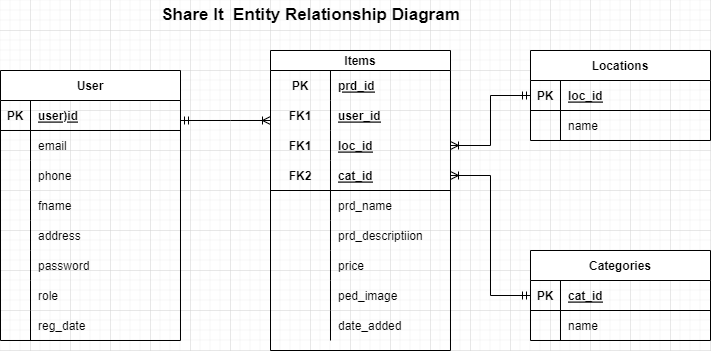 Share It Entity Relationship Diagram
User
PK user)id
email
phone
fname
address
password
role
reg_date
Items
PK prd_id
FK1 user_id
FK1 loc_id
FK2 cat_id
prd_name
prd_descriptiion
price
ped_image
date_added
Locations
PK loc_id
name
Categories
PK cat_id
name